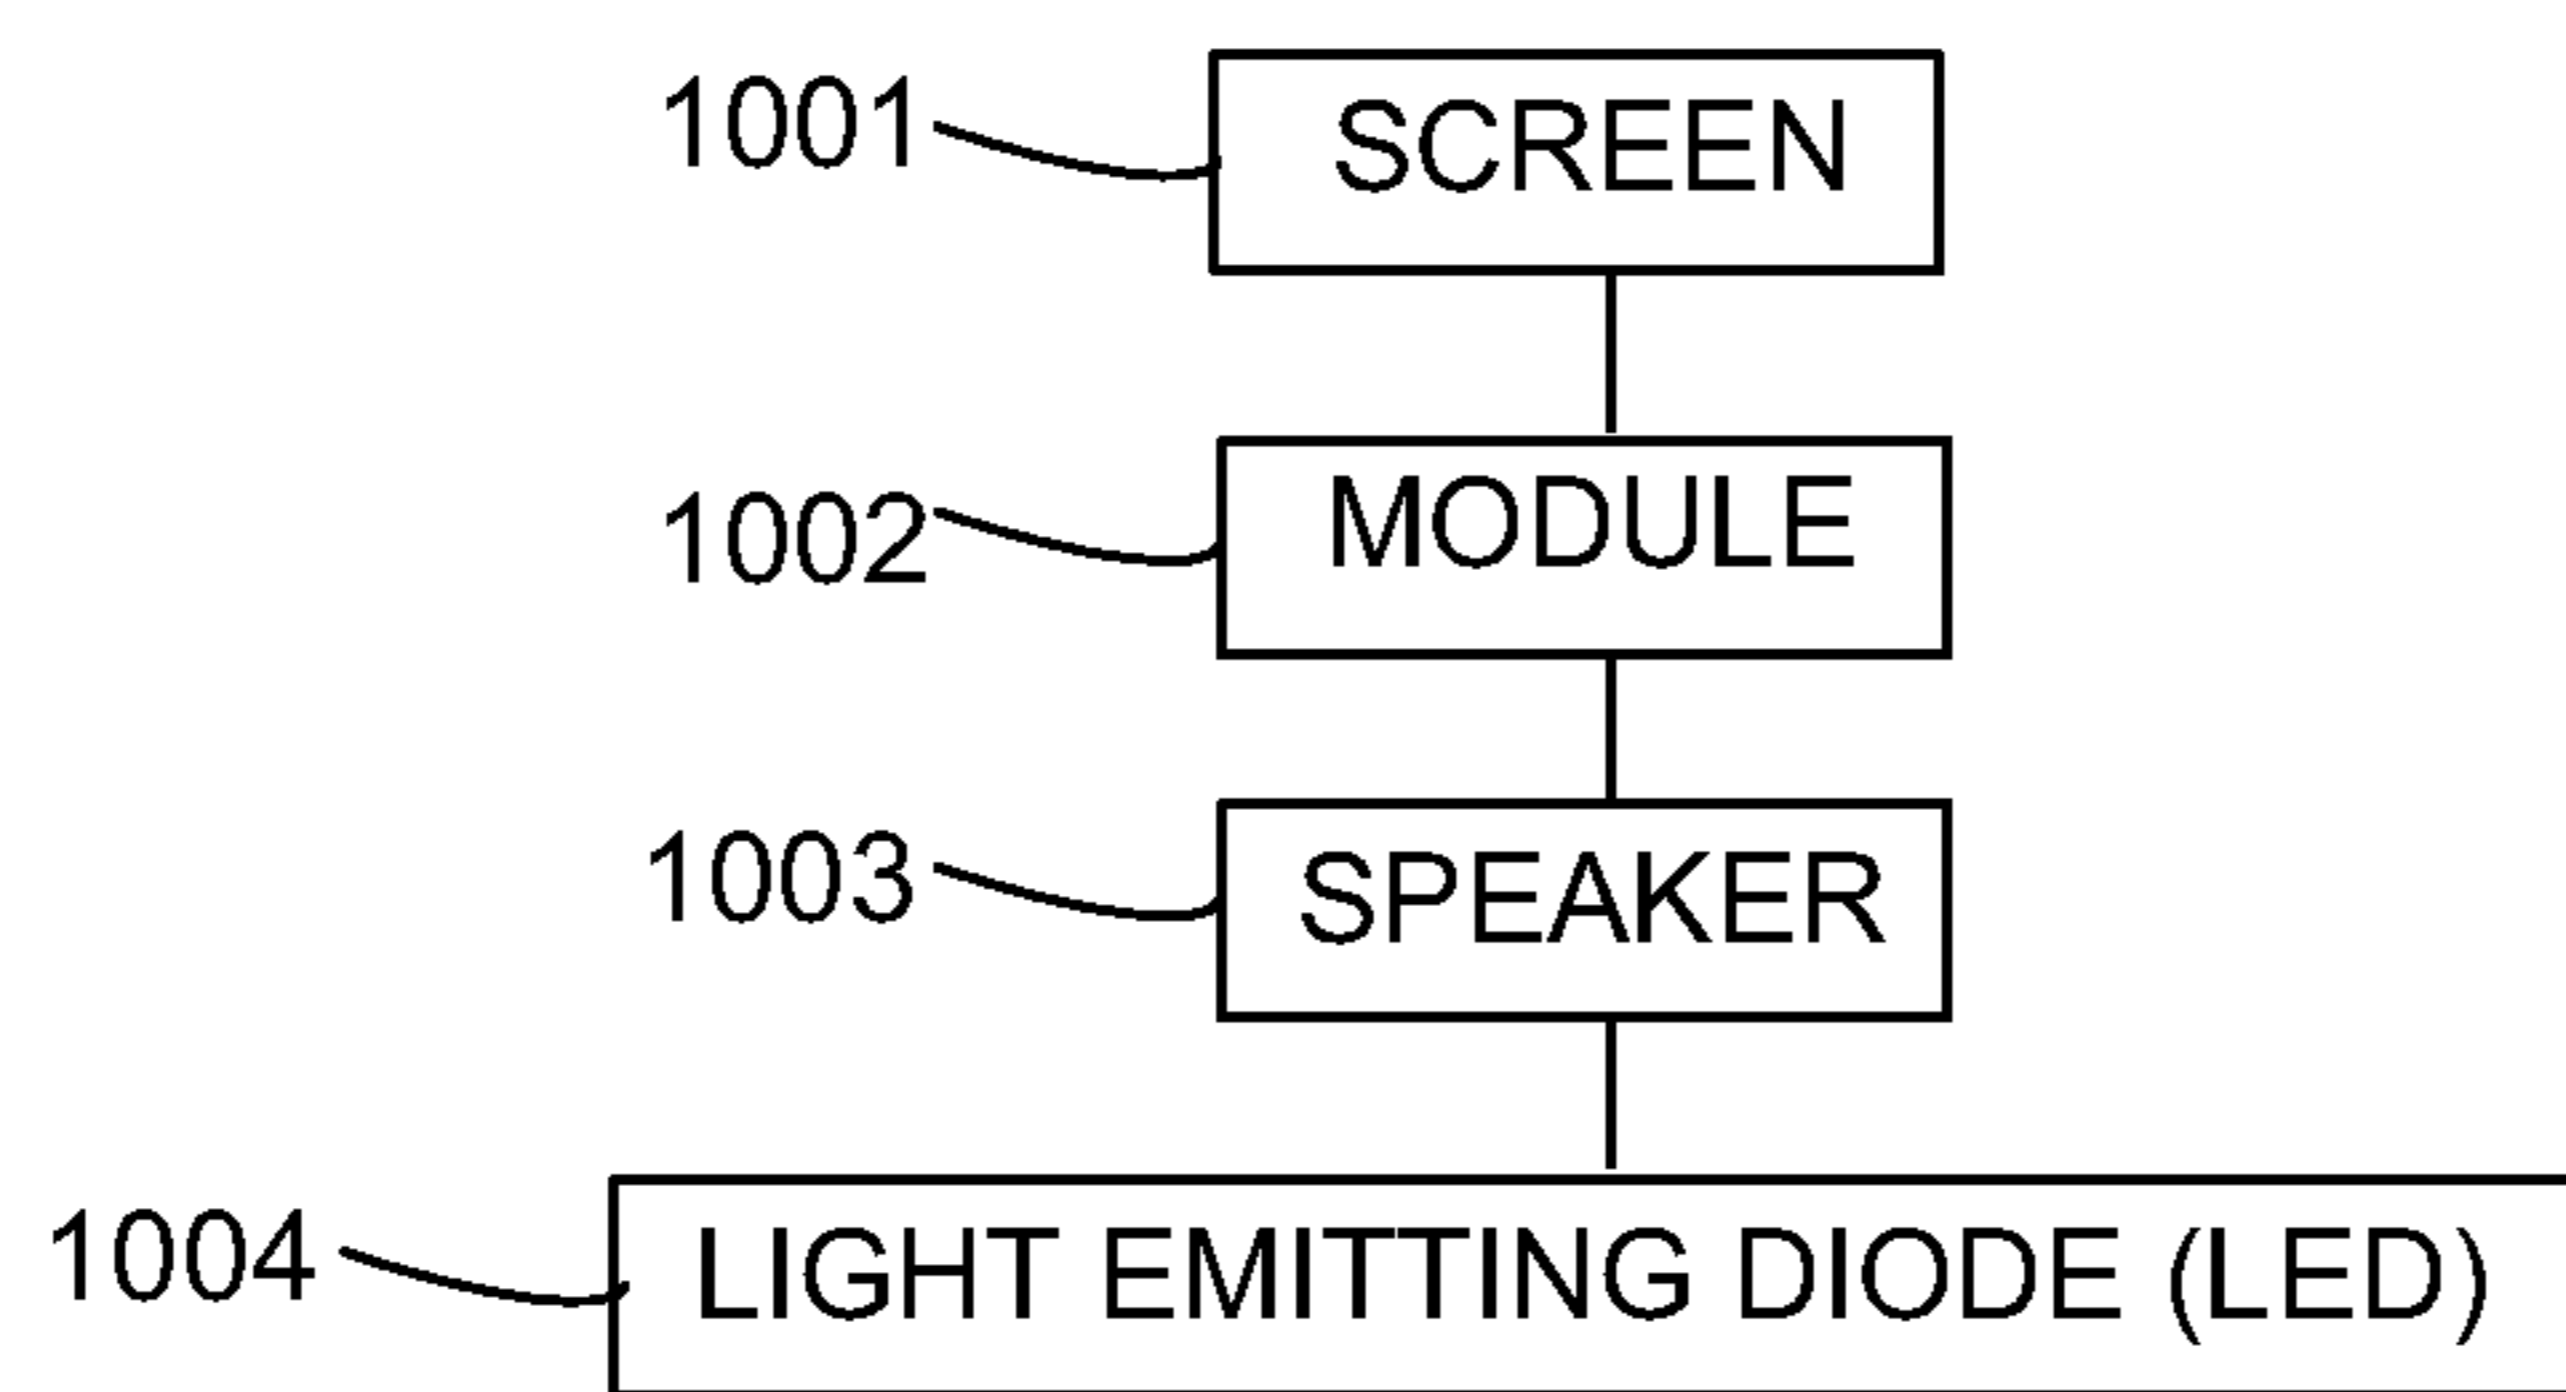 1001 SCREEN
1002 MODULE
1003 SPEAKER
1004 LIGHT EMITTING DIODE (LED)